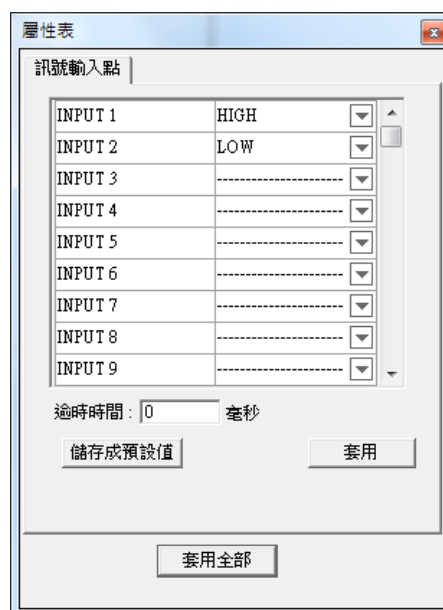 屬性表
訊號輸入點
INPUT 1 HIGH
INPUT 2 LOW
INPUT 3 ----------------------
INPUT 4 ----------------------
INPUT 5 ----------------------
INPUT 6 ----------------------
INPUT 7 ----------------------
INPUT 8 ----------------------
INPUT 9 ----------------------
逾時時間 : 0 毫秒
儲存成預設值 套用
套用全部